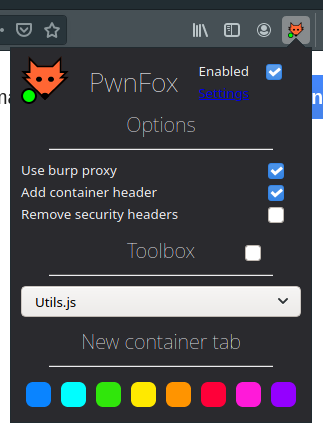 PwnFox
Enabled
Settings
Options
Use burp proxy
Add container header
Remove security headers
Toolbox
Utils.js
New container tab